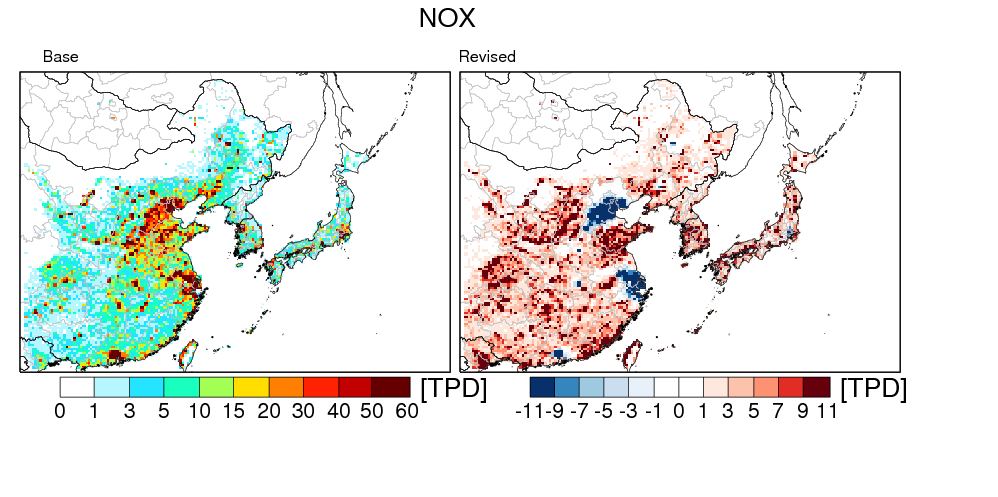 NOX
Base
Revised
0 1 3 5 10 15 20 30 40 50 60 [TPD]
-11 -9 -7 -5 -3 -1 0 1 3 5 7 9 11 [TPD]